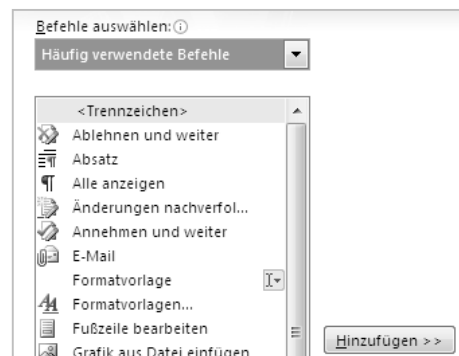 Befehle auswählen:
Häufig verwendete Befehle
<Trennzeichen>
Ablehnen und weiter
Absatz
Alle anzeigen
Änderungen nachverfol...
Annehmen und weiter
E-Mail
Formatvorlage
Formatvorlagen...
Fußzeile bearbeiten
Hinzufügen >>
Grafik aus Datei einfügen